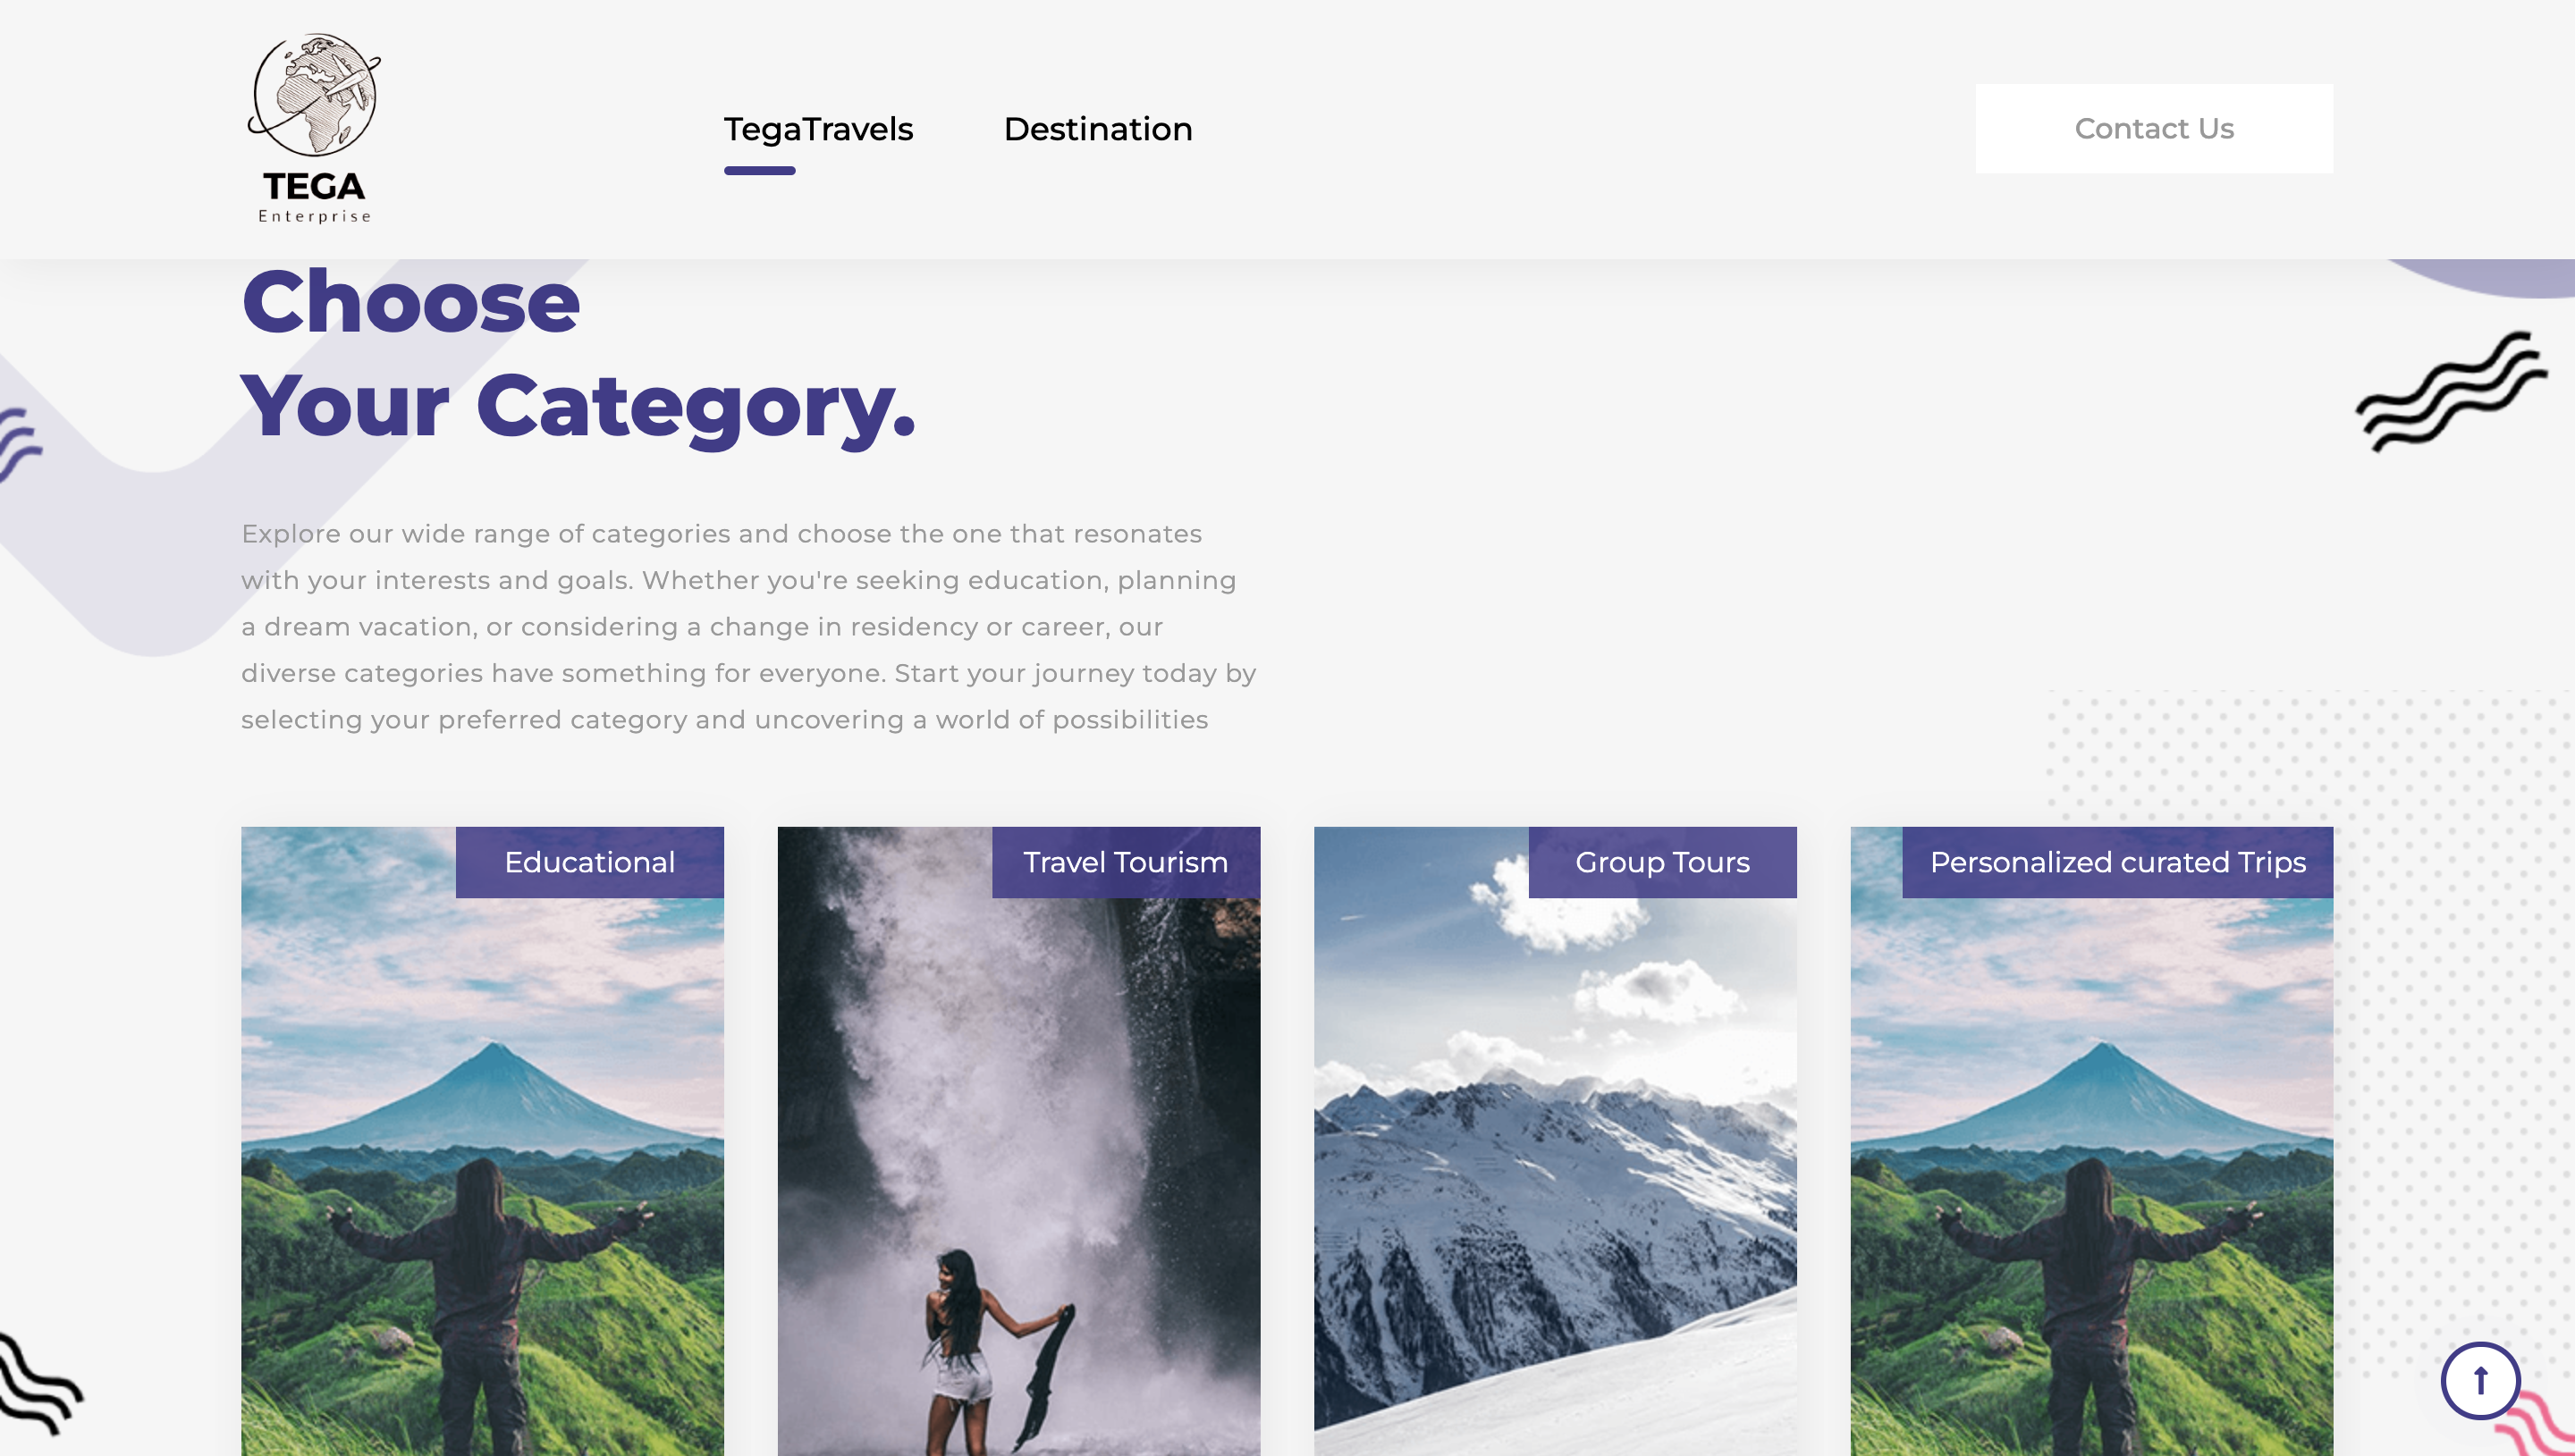 TEGA
Enterprise
TegaTravels
Destination
Contact Us
Choose
Your Category.
Explore our wide range of categories and choose the one that resonates
with your interests and goals. Whether you're seeking education, planning
a dream vacation, or considering a change in residency or career, our
diverse categories have something for everyone. Start your journey today by
selecting your preferred category and uncovering a world of possibilities
Educational
Travel Tourism
Group Tours
Personalized curated Trips